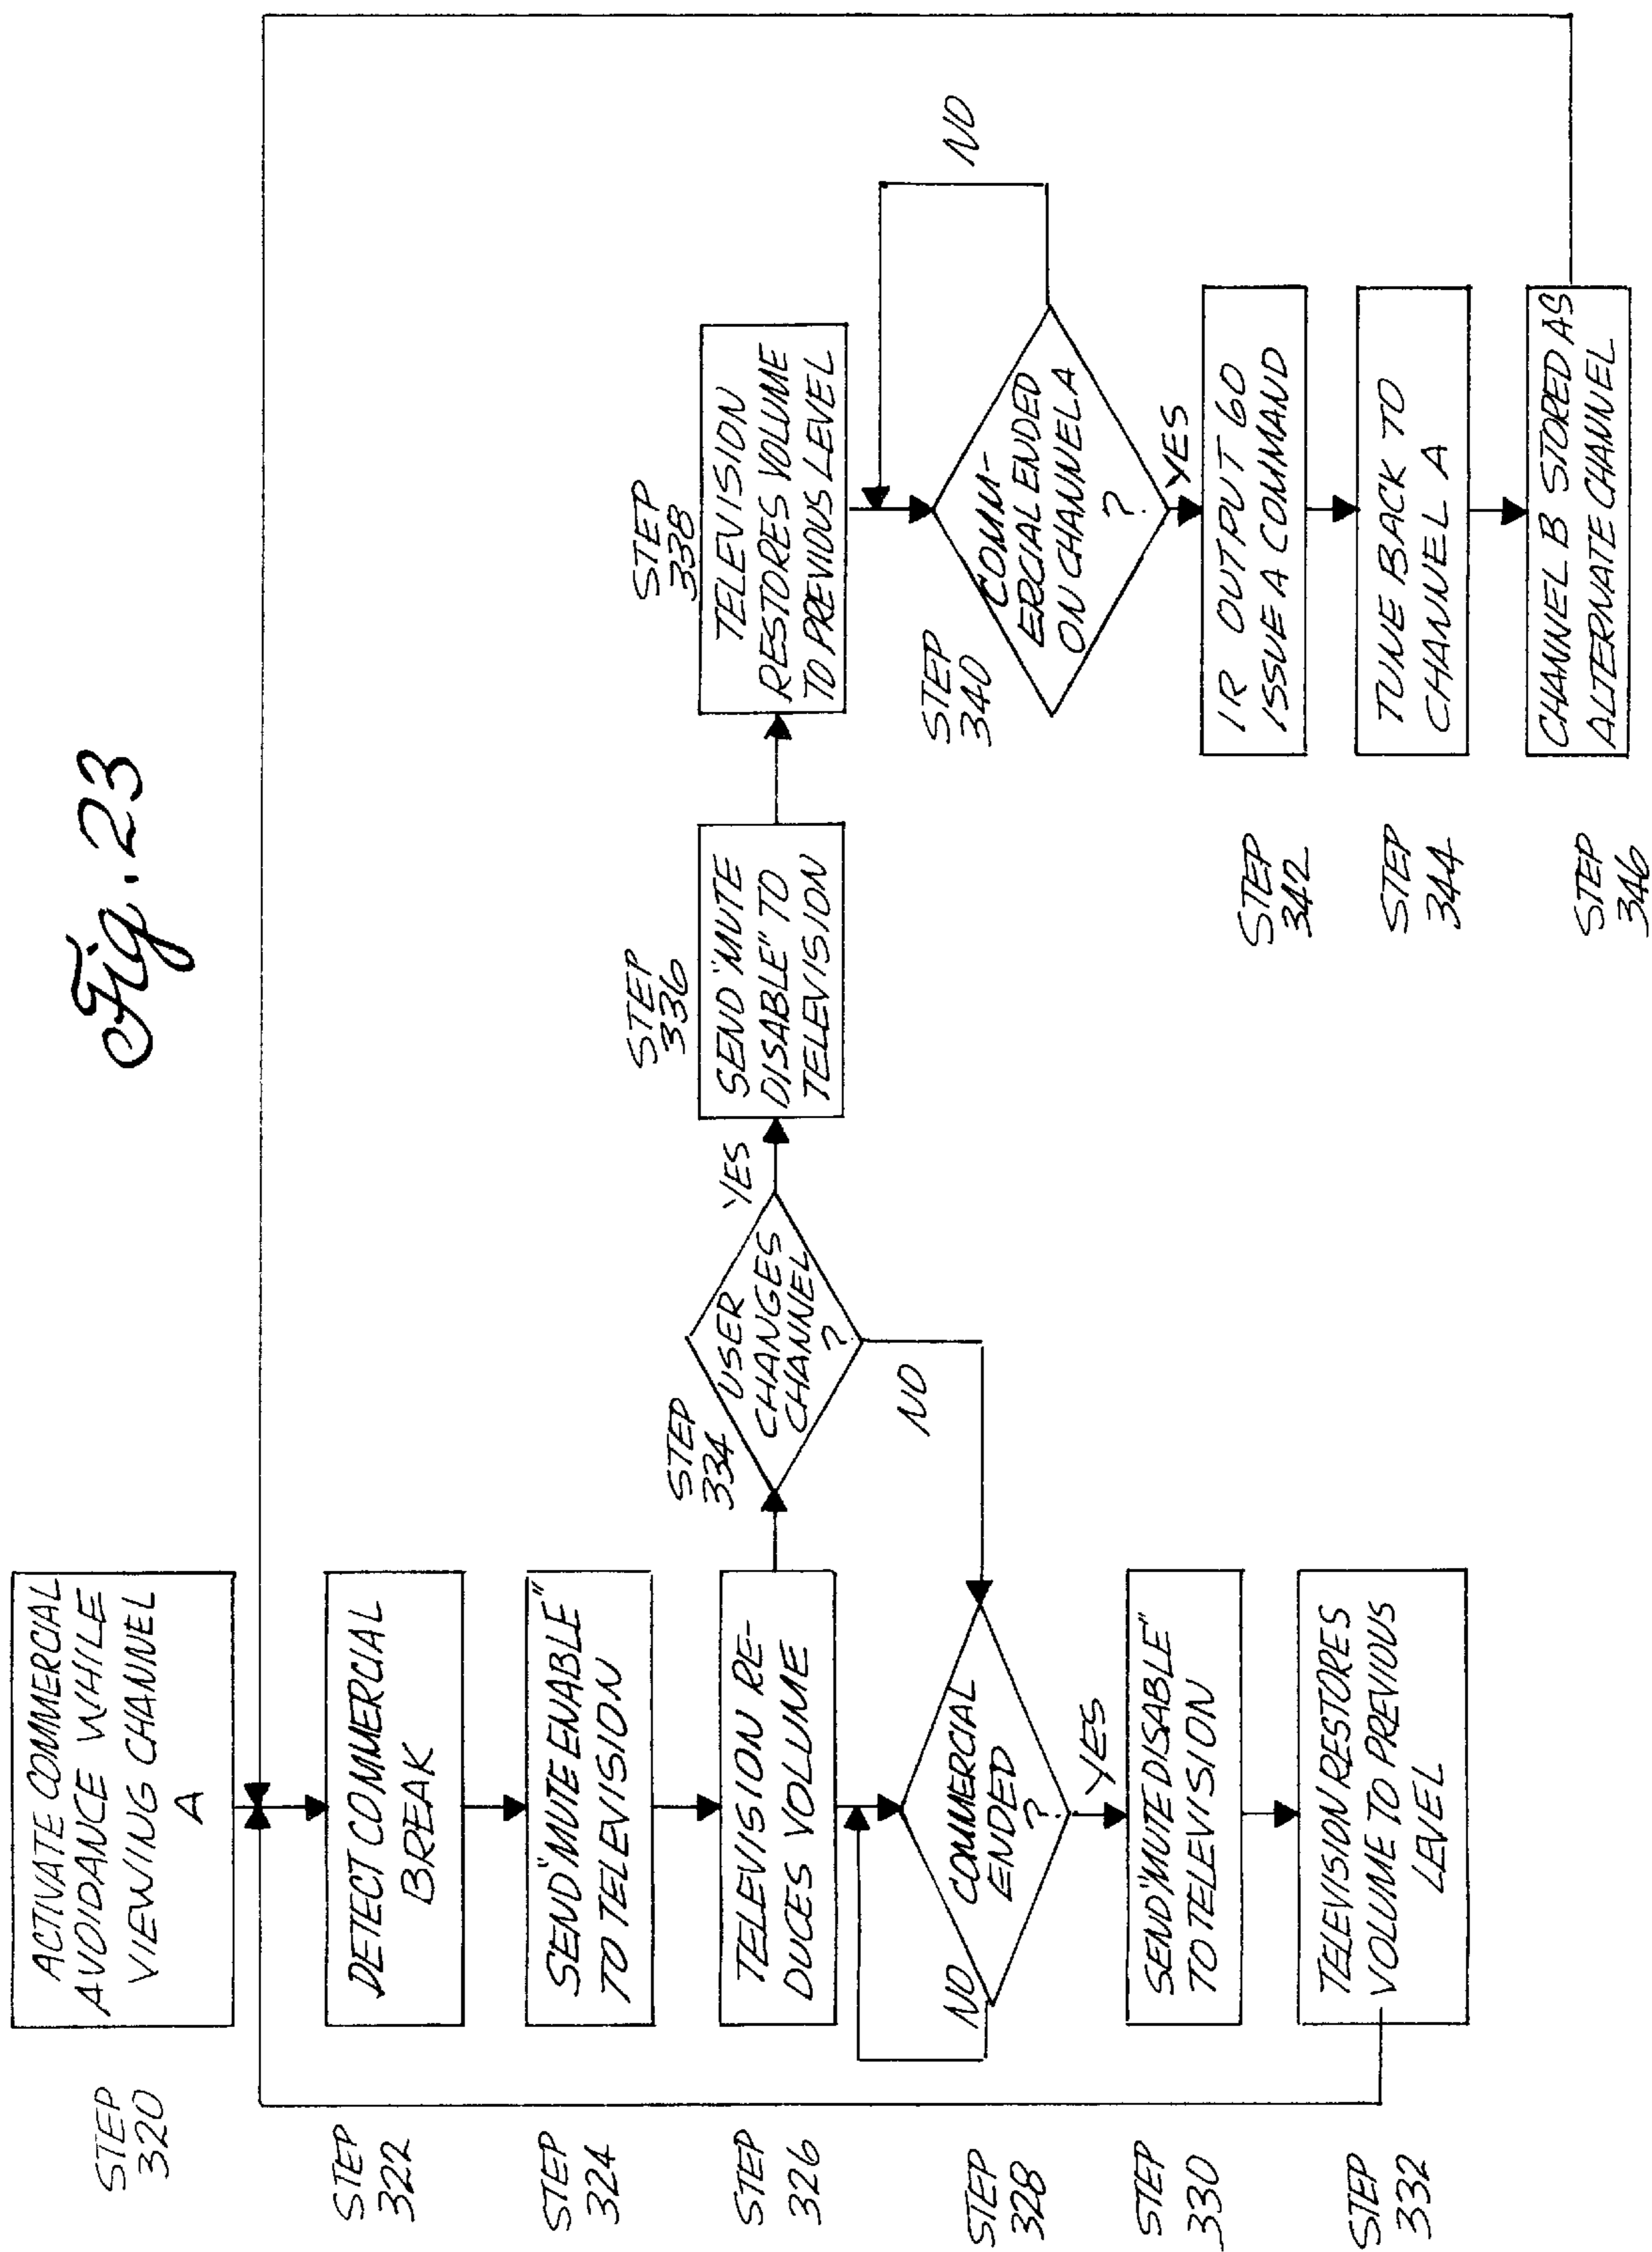 Fig. 23
STEP
320
ACTIVATE COMMERCIAL
AVOIDANCE WHILE
VIEWING CHANNEL
A
STEP
322
DETECT COMMERCIAL
BREAK
STEP
324
SEND "MUTE ENABLE"
TO TELEVISION
STEP
326
TELEVISION RE-
DUCES VOLUME
STEP
328
COMMERCIAL
ENDED
?
NO
YES
STEP
330
SEND "MUTE DISABLE"
TO TELEVISION
STEP
332
TELEVISION RESTORES
VOLUME TO PREVIOUS
LEVEL
STEP
334
USER
CHANGES
CHANNEL
?
NO
YES
STEP
336
SEND "MUTE
DISABLE" TO
TELEVISION
STEP
338
TELEVISION
RESTORES VOLUME
TO PREVIOUS LEVEL
STEP
340
COMM-
ERCIAL ENDED
ON CHANNEL A
?
NO
YES
STEP
342
IR OUTPUT 60
ISSUE A COMMAND
STEP
344
TUNE BACK TO
CHANNEL A
STEP
346
CHANNEL B STORED AS
ALTERNATE CHANNEL